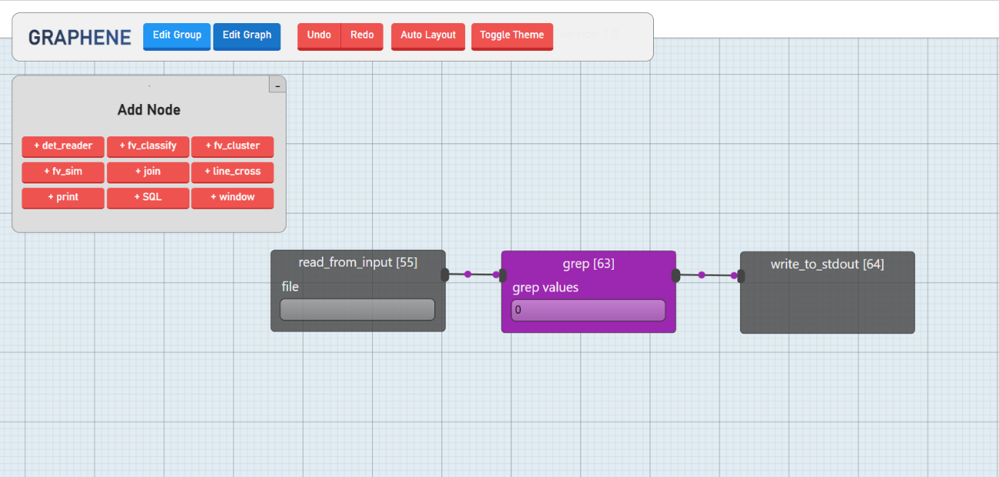 GRAPHENE Edit Group Edit Graph Undo Redo Auto Layout Toggle Theme
-
Add Node
+ det_reader + fv_classify + fv_cluster
+ fv_sim + join + line_cross
+ print + SQL + window
read_from_input [55] grep [63] write_to_stdout [64]
file grep values
0